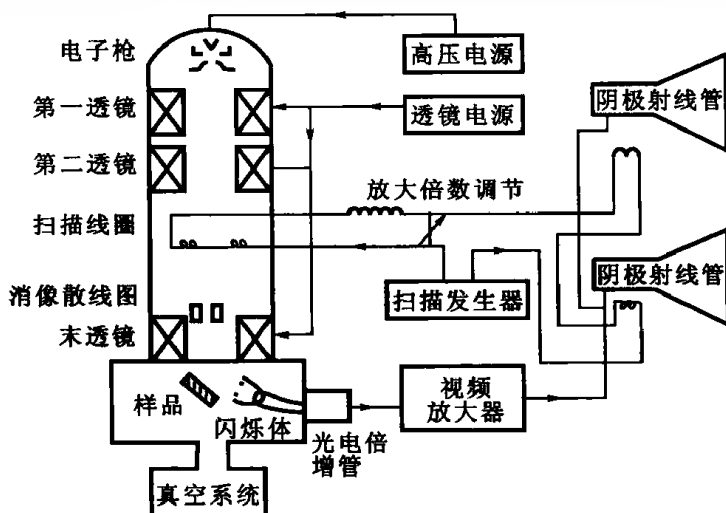 电子枪
高压电源
第一透镜
透镜电源
阴极射线管
第二透镜
放大倍数调节
扫描线圈
阴极射线管
消像散线图
扫描发生器
末透镜
样品
闪烁体
视频
放大器
光电倍
增管
真空系统